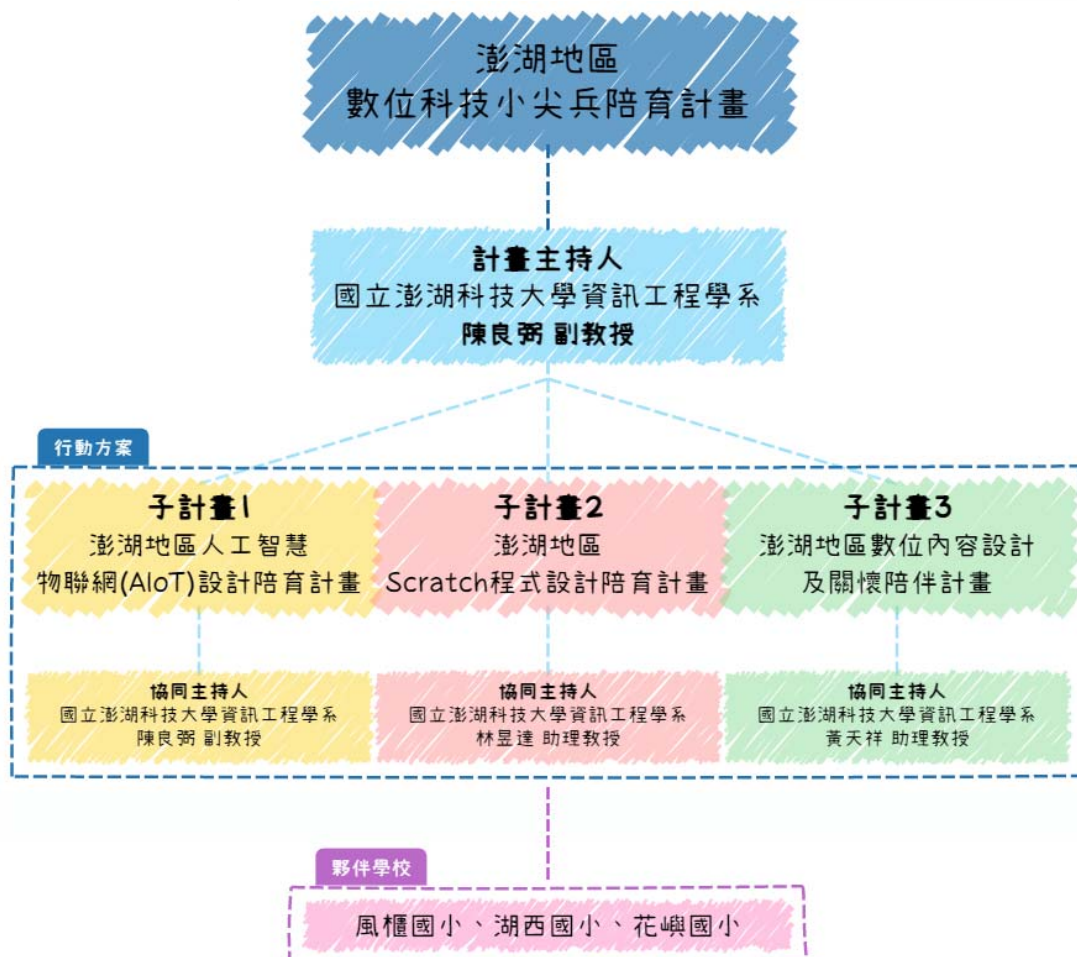 澎湖地區
數位科技小尖兵陪育計畫
計畫主持人
國立澎湖科技大學資訊工程學系
陳良弼 副教授
行動方案
子計畫1
澎湖地區人工智慧
物聯網(AIoT)設計陪育計畫
子計畫2
澎湖地區
Scratch程式設計陪育計畫
子計畫3
澎湖地區數位內容設計
及關懷陪伴計畫
協同主持人
國立澎湖科技大學資訊工程學系
陳良弼 副教授
協同主持人
國立澎湖科技大學資訊工程學系
林昱達 助理教授
協同主持人
國立澎湖科技大學資訊工程學系
黃天祥 助理教授
夥伴學校
風櫃國小、湖西國小、花嶼國小